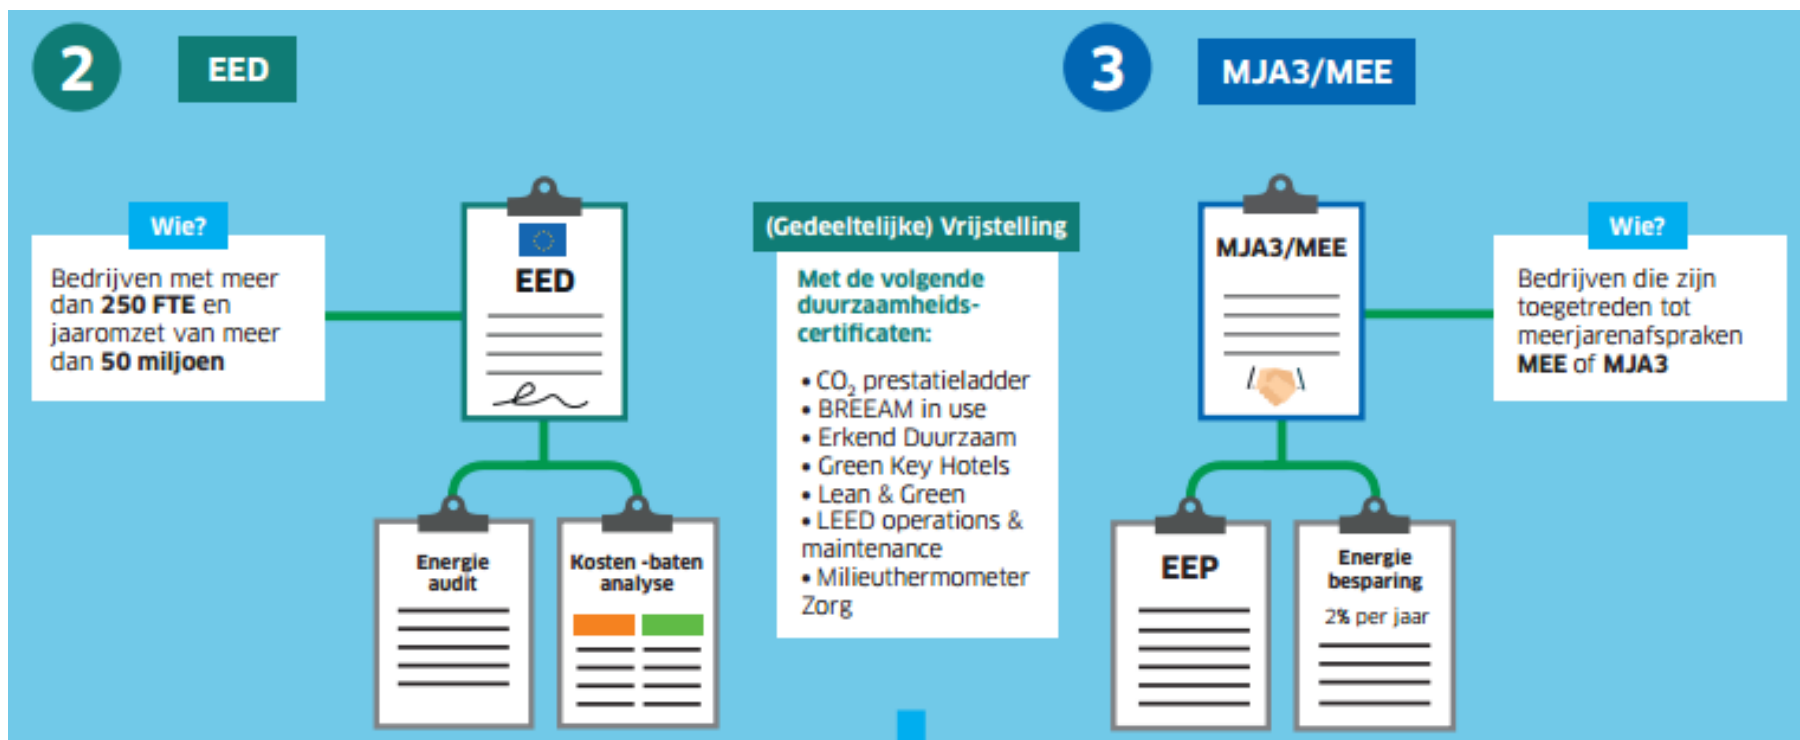 2
EED
Wie?
Bedrijven met meer
dan 250 FTE en
jaaromzet van meer
dan 50 miljoen
EED
Energie
audit
Kosten -baten
analyse
(Gedeeltelijke) Vrijstelling
Met de volgende
duurzaamheids-
certificaten:
• CO₂ prestatieladder
• BREEAM in use
• Erkend Duurzaam
• Green Key Hotels
• Lean & Green
• LEED operations &
maintenance
• Milieuthermometer
Zorg
3
MJA3/MEE
MJA3/MEE
Wie?
Bedrijven die zijn
toegetreden tot
meerjarenafspraken
MEE of MJA3
EEP
Energie
besparing
2% per jaar